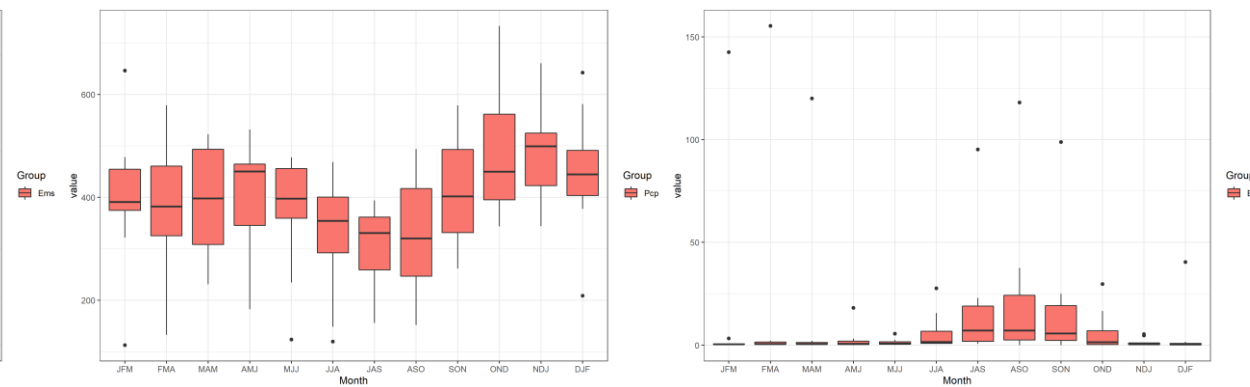 Group
Ems
value
600
400
200
JFM FMA MAM AMJ MJJ JJA JAS ASO SON OND NDJ DJF
Month
Group
Pcp
value
150
100
50
0
JFM FMA MAM AMJ MJJ JJA JAS ASO SON OND NDJ DJF
Month